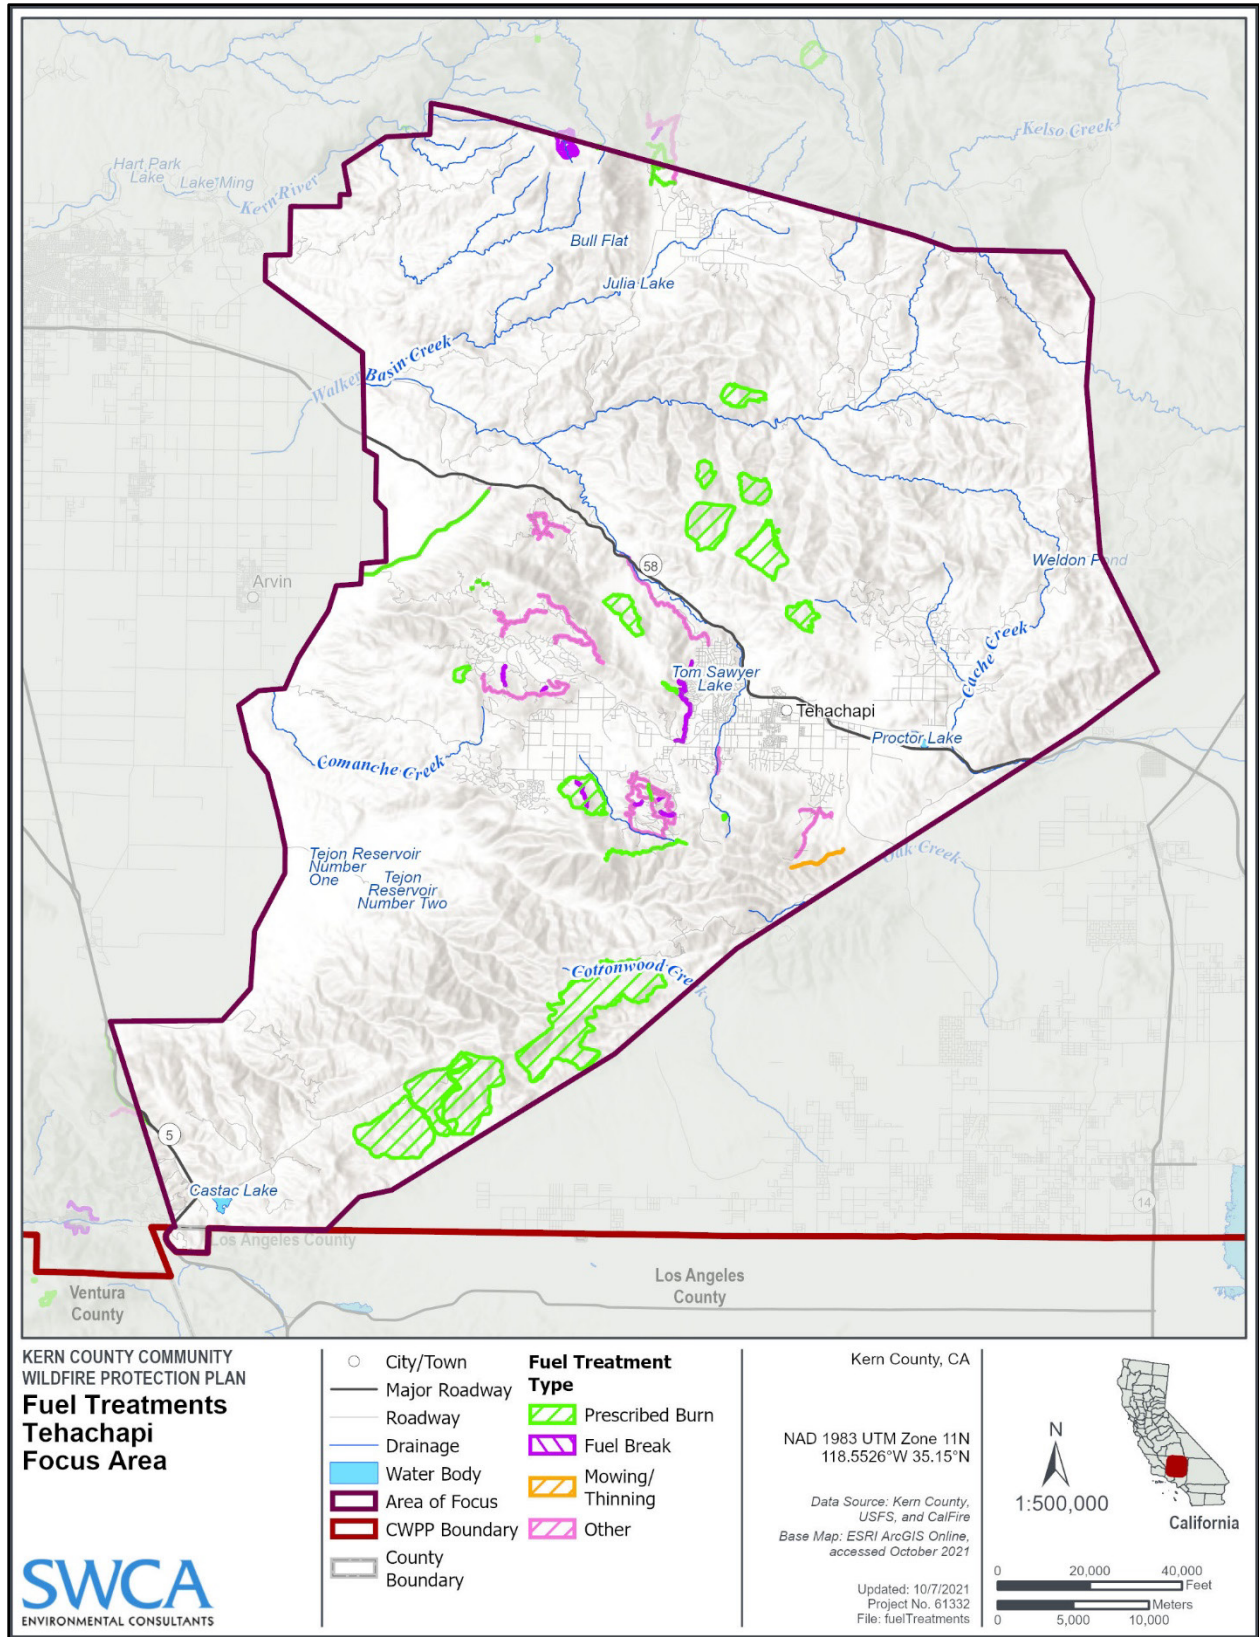 Kelso Creek
Hart Park
Lake
Lake Ming
Kern River
Bull Flat
Julia Lake
Walker Basin Creek
58
Weldon Pond
Arvin
Cache Creek
Tom Sawyer
Lake
Tehachapi
Proctor Lake
Comanche Creek
Tejon Reservoir
Number
One
Tejon
Reservoir
Number Two
Oak Creek
Cottonwood Creek
5
Castac Lake
14
Los Angeles County
Ventura
County
Los Angeles
County
KERN COUNTY COMMUNITY
WILDFIRE PROTECTION PLAN
Fuel Treatments
Tehachapi
Focus Area
SWCA
ENVIRONMENTAL CONSULTANTS
City/Town
Major Roadway
Roadway
Drainage
Water Body
Area of Focus
CWPP Boundary
County
Boundary
Fuel Treatment
Type
Prescribed Burn
Fuel Break
Mowing/
Thinning
Other
Kern County, CA
NAD 1983 UTM Zone 11N
118.5526°W 35.15°N
Data Source: Kern County,
USFS, and CalFire
Base Map: ESRI ArcGIS Online,
accessed October 2021
Updated: 10/7/2021
Project No. 61332
File: fuelTreatments
N
1:500,000
California
0 20,000 40,000
Feet
Meters
0 5,000 10,000